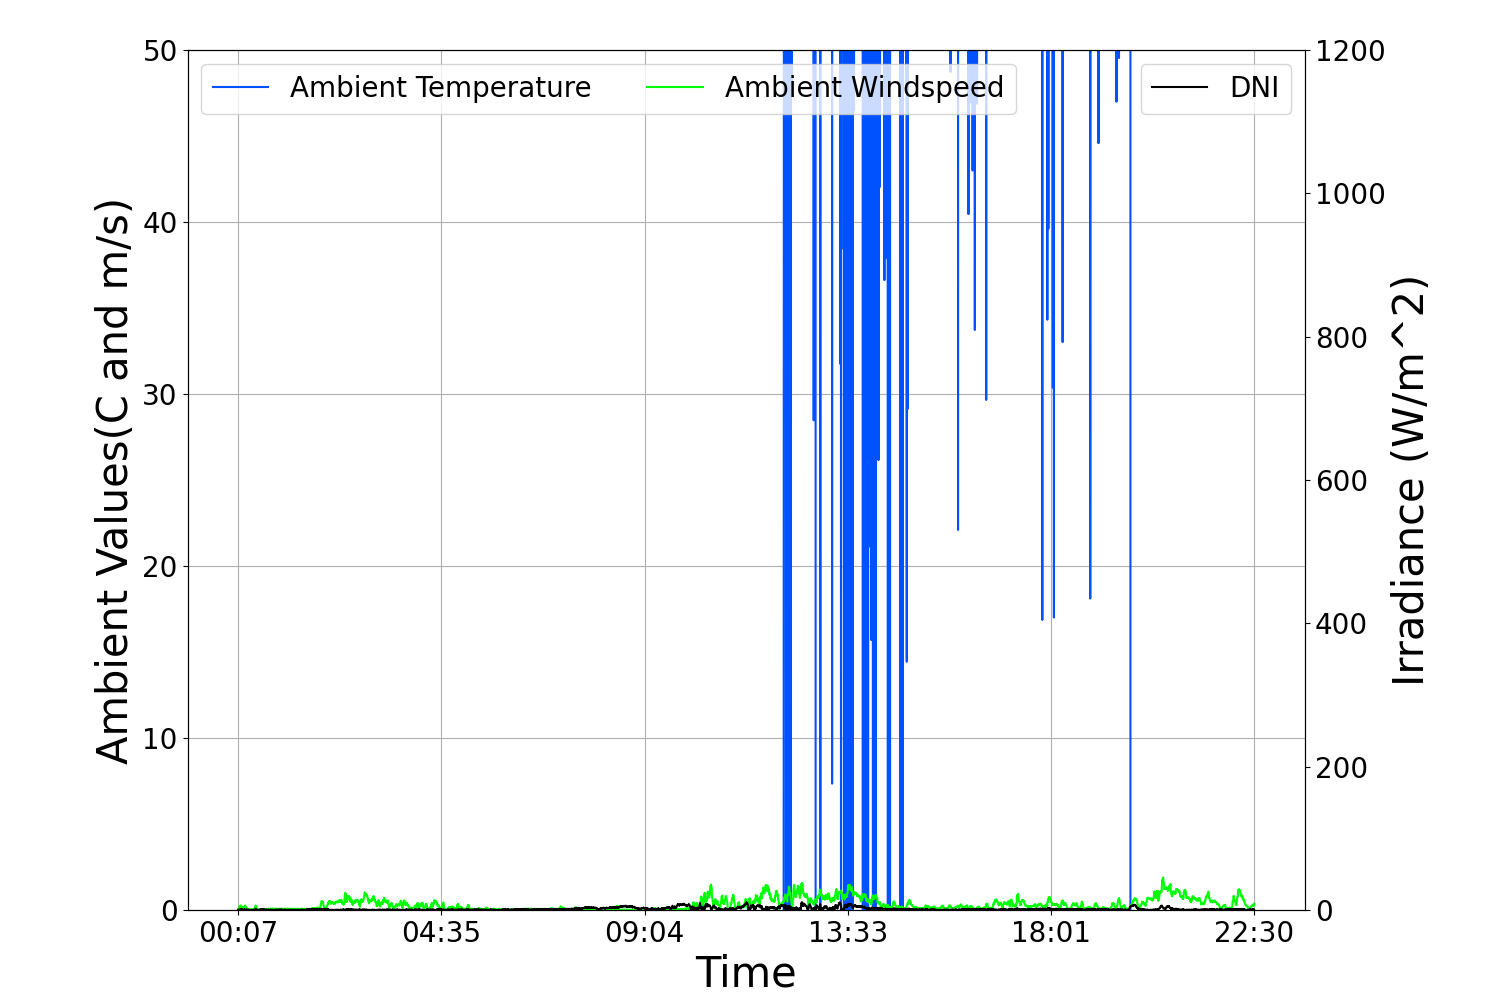 Ambient Temperature
Ambient Windspeed
DNI
50
40
30
20
10
0
Ambient Values(C and m/s)
1200
1000
800
600
400
200
0
Irradiance (W/m^2)
00:07 04:35 09:04 13:33 18:01 22:30
Time